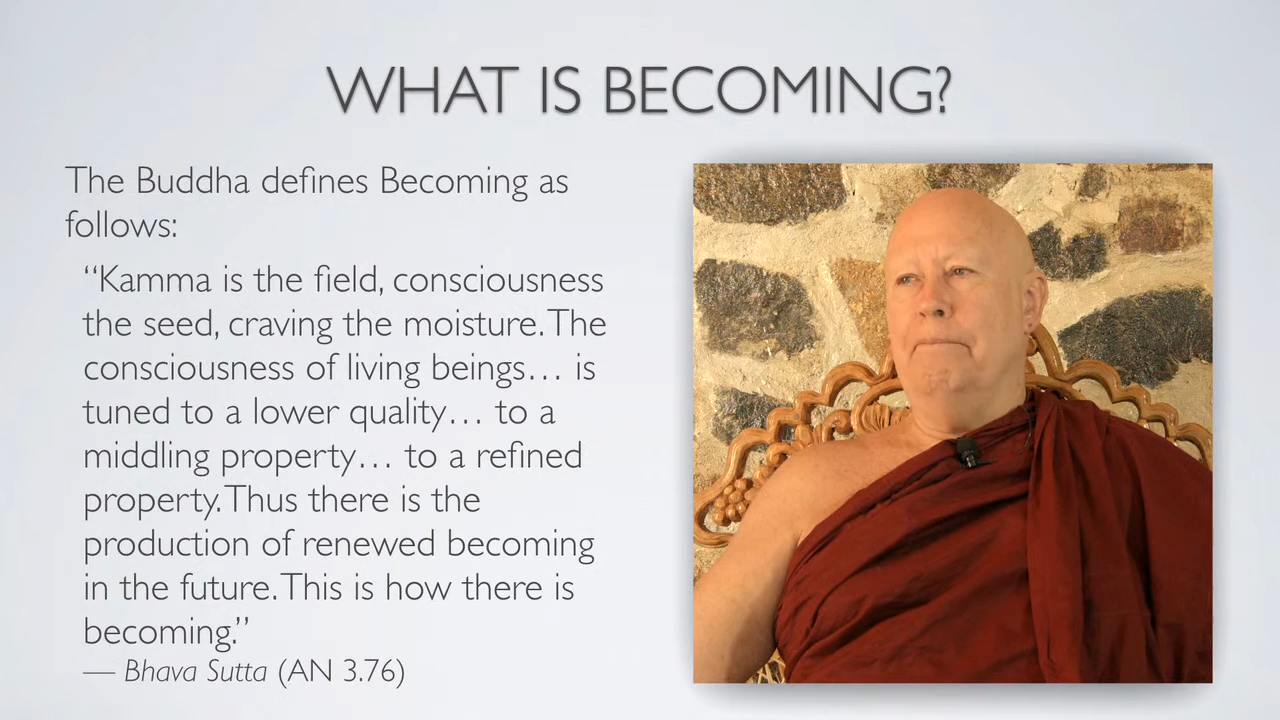 WHAT IS BECOMING?
The Buddha defines Becoming as
follows:
“Kamma is the field, consciousness
the seed, craving the moisture. The
consciousness of living beings… is
tuned to a lower quality… to a
middling property… to a refined
property. Thus there is the
production of renewed becoming
in the future. This is how there is
becoming.”
— Bhava Sutta (AN 3.76)